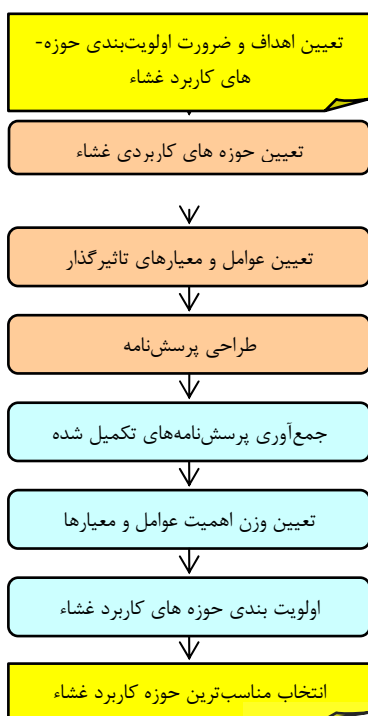 تعیین اهداف و ضرورت اولویت‌بندی حوزه-
های کاربرد غشاء
تعیین حوزه های کاربردی غشاء
تعیین عوامل و معیارهای تاثیرگذار
طراحی پرسش‌نامه
جمع‌آوری پرسش‌نامه‌های تکمیل شده
تعیین وزن اهمیت عوامل و معیارها
اولویت بندی حوزه های کاربرد غشاء
انتخاب مناسب‌ترین حوزه کاربرد غشاء